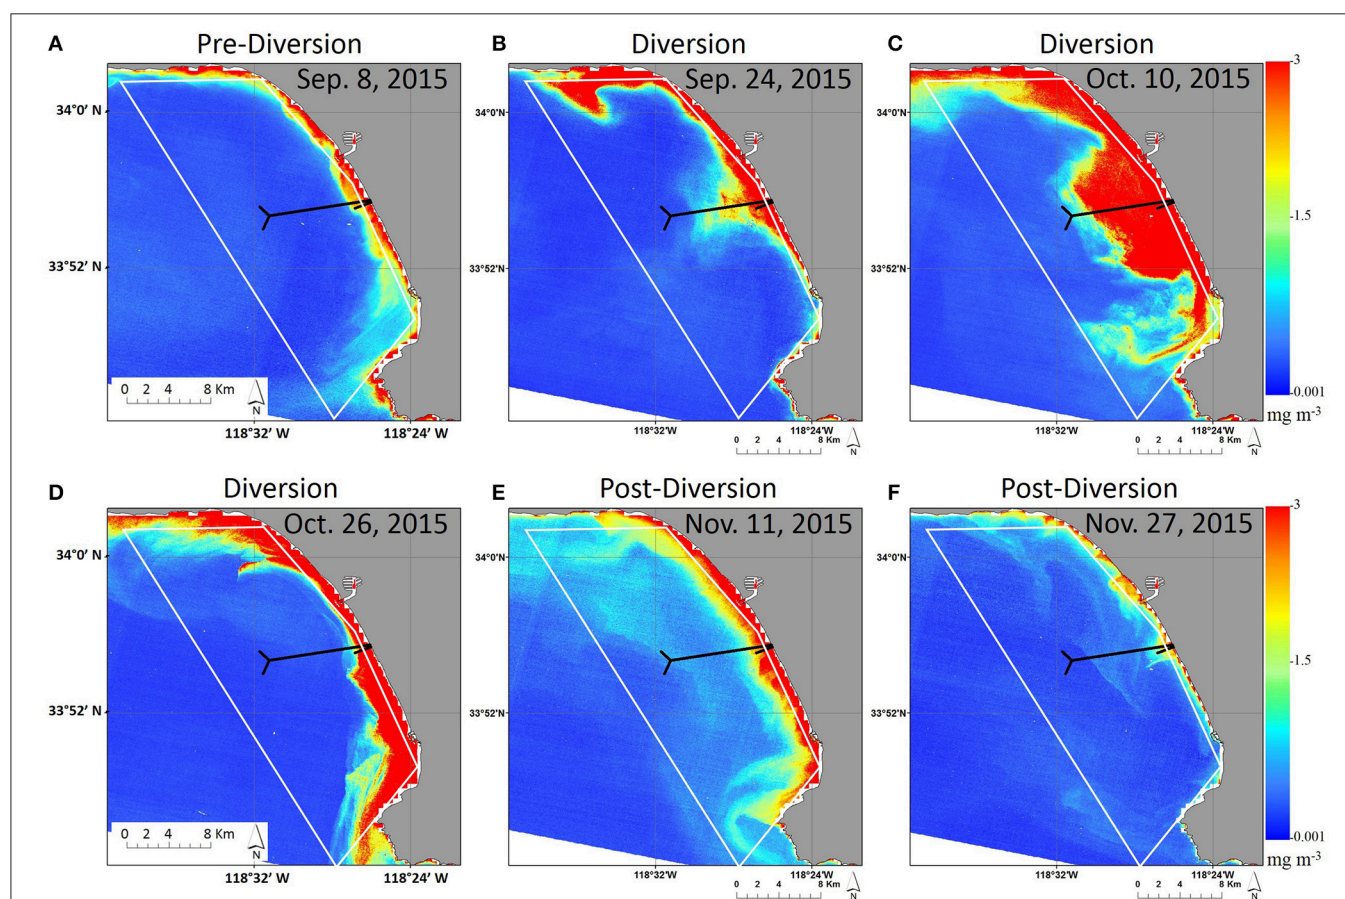 A
Pre-Diversion
Sep. 8, 2015
34°0' N
33°52' N
0 2 4 8 Km
N
118°32' W
118°24' W
B
Diversion
Sep. 24, 2015
34°0'N
33°52'N
118°32'W
118°24'W
0 2 4 8 Km
N
C
Diversion
Oct. 10, 2015
34°0'N
33°52'N
118°32'W
118°24'W
0 2 4 8 Km
N
3
1.5
0.001
mg m-3
D
Diversion
Oct. 26, 2015
34°0' N
33°52' N
0 2 4 8 Km
N
118°32' W
118°24' W
E
Post-Diversion
Nov. 11, 2015
34°0'N
33°52'N
118°32'W
118°24'W
0 2 4 8 Km
N
F
Post-Diversion
Nov. 27, 2015
34°0'N
33°52'N
118°32'W
118°24'W
0 2 4 8 Km
N
3
1.5
0.001
mg m-3